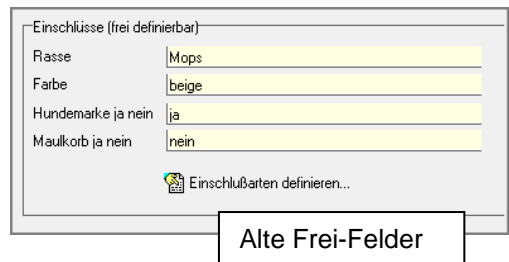 Einschlüsse (frei definierbar)
Rasse Mops
Farbe beige
Hundemarke ja nein ja
Maulkorb ja nein nein
Einschlußarten definieren...
Alte Frei-Felder